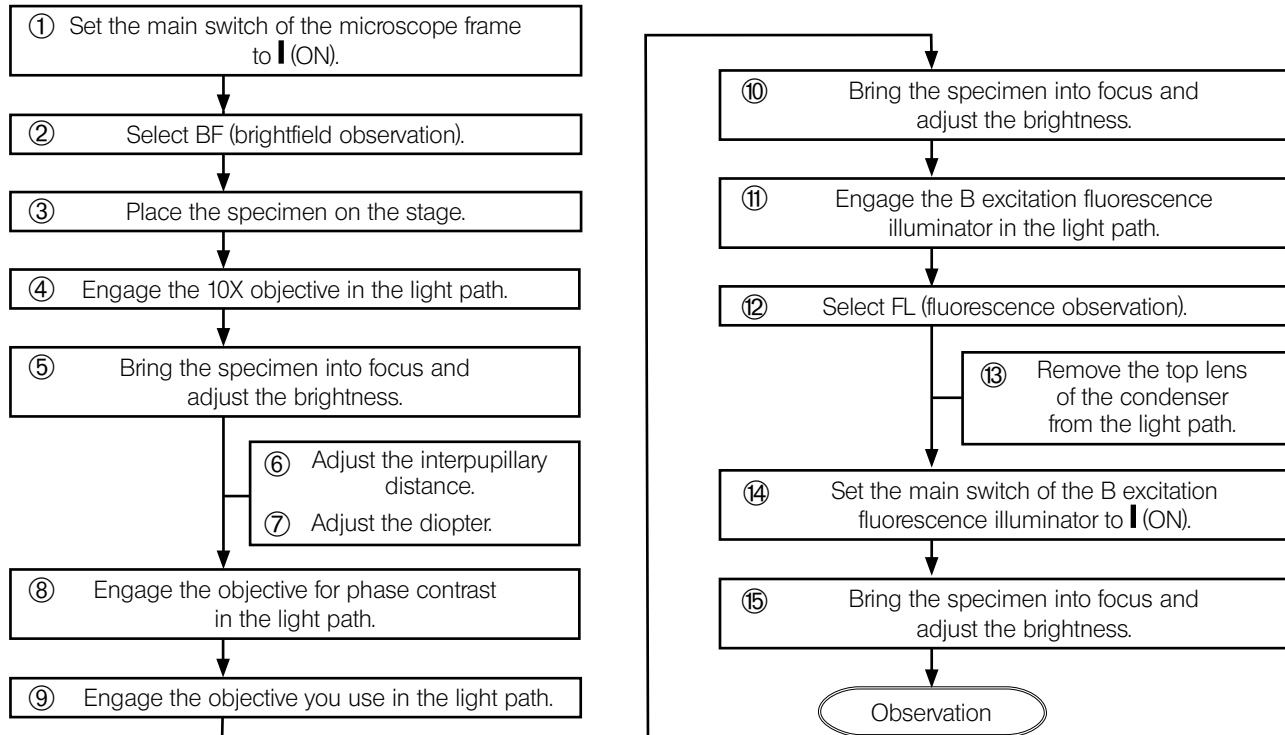 ① Set the main switch of the microscope frame
to I (ON).
② Select BF (brightfield observation).
③ Place the specimen on the stage.
④ Engage the 10X objective in the light path.
⑤ Bring the specimen into focus and
adjust the brightness.
⑥ Adjust the interpupillary
distance.
⑦ Adjust the diopter.
⑧ Engage the objective for phase contrast
in the light path.
⑨ Engage the objective you use in the light path.
⑩ Bring the specimen into focus and
adjust the brightness.
⑪ Engage the B excitation fluorescence
illuminator in the light path.
⑫ Select FL (fluorescence observation).
⑬ Remove the top lens
of the condenser
from the light path.
⑭ Set the main switch of the B excitation
fluorescence illuminator to I (ON).
⑮ Bring the specimen into focus and
adjust the brightness.
Observation